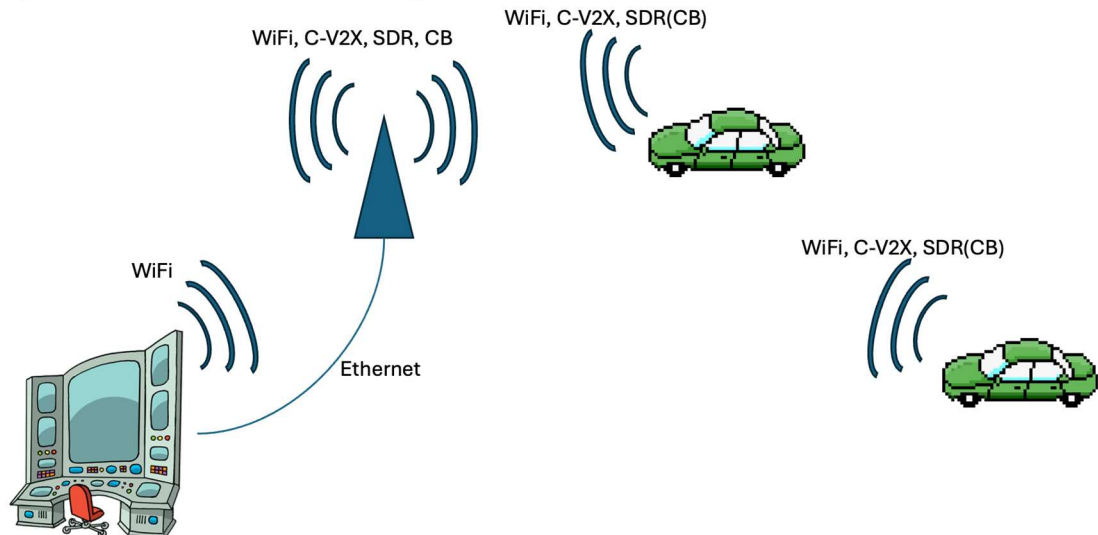 WiFi, C-V2X, SDR(CB)
WiFi, C-V2X, SDR, CB
WiFi, C-V2X, SDR(CB)
WiFi
Ethernet